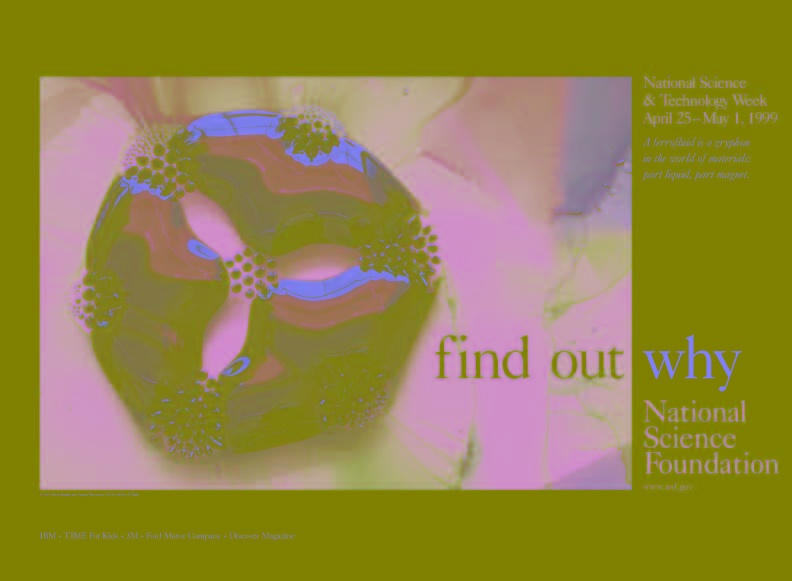 National Science
& Technology Week
April 25–May 1, 1999
A ferrofluid is a gryphon
in the world of materials:
part liquid, part magnet.
find out why
National
Science
Foundation
www.nsf.gov
IBM • TIME For Kids • 3M • Ford Motor Company • Discover Magazine